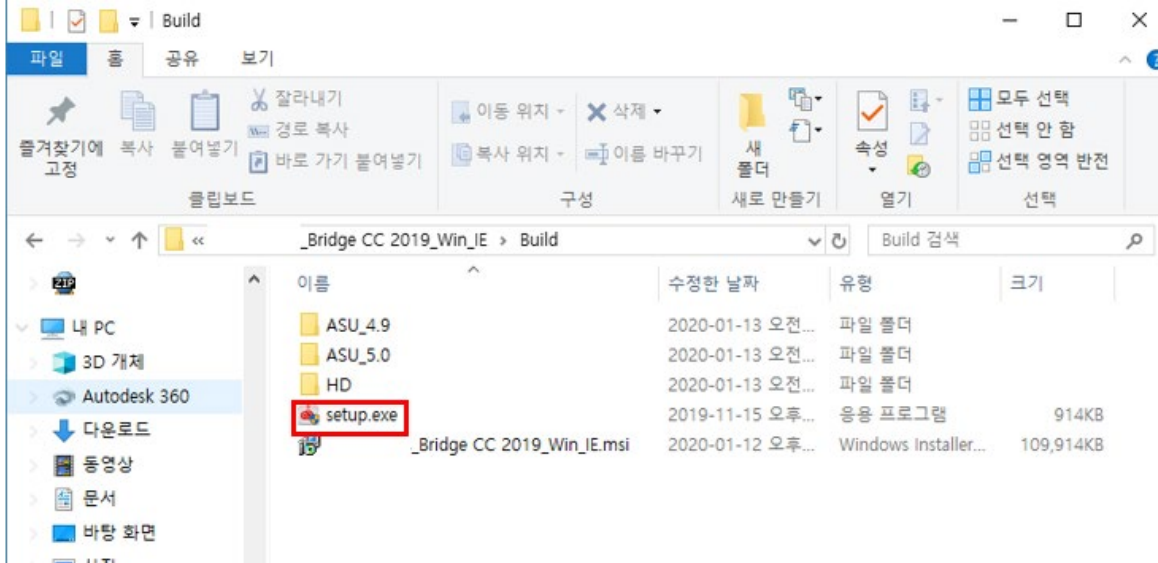 Build
파일 홈 공유 보기
즐겨찾기에 고정
복사
붙여넣기
잘라내기
경로 복사
바로 가기 붙여넣기
클립보드
이동 위치
복사 위치
삭제
이름 바꾸기
구성
새 폴더
새로 만들기
속성
열기
모두 선택
선택 안 함
선택 영역 반전
선택
« _Bridge CC 2019_Win_IE > Build
Build 검색
ZIP
내 PC
3D 개체
Autodesk 360
다운로드
동영상
문서
바탕 화면
이름 수정한 날짜 유형 크기
ASU_4.9 2020-01-13 오전... 파일 폴더
ASU_5.0 2020-01-13 오전... 파일 폴더
HD 2020-01-13 오전... 파일 폴더
setup.exe 2019-11-15 오후... 응용 프로그램 914KB
_Bridge CC 2019_Win_IE.msi 2020-01-12 오후... Windows Installer... 109,914KB